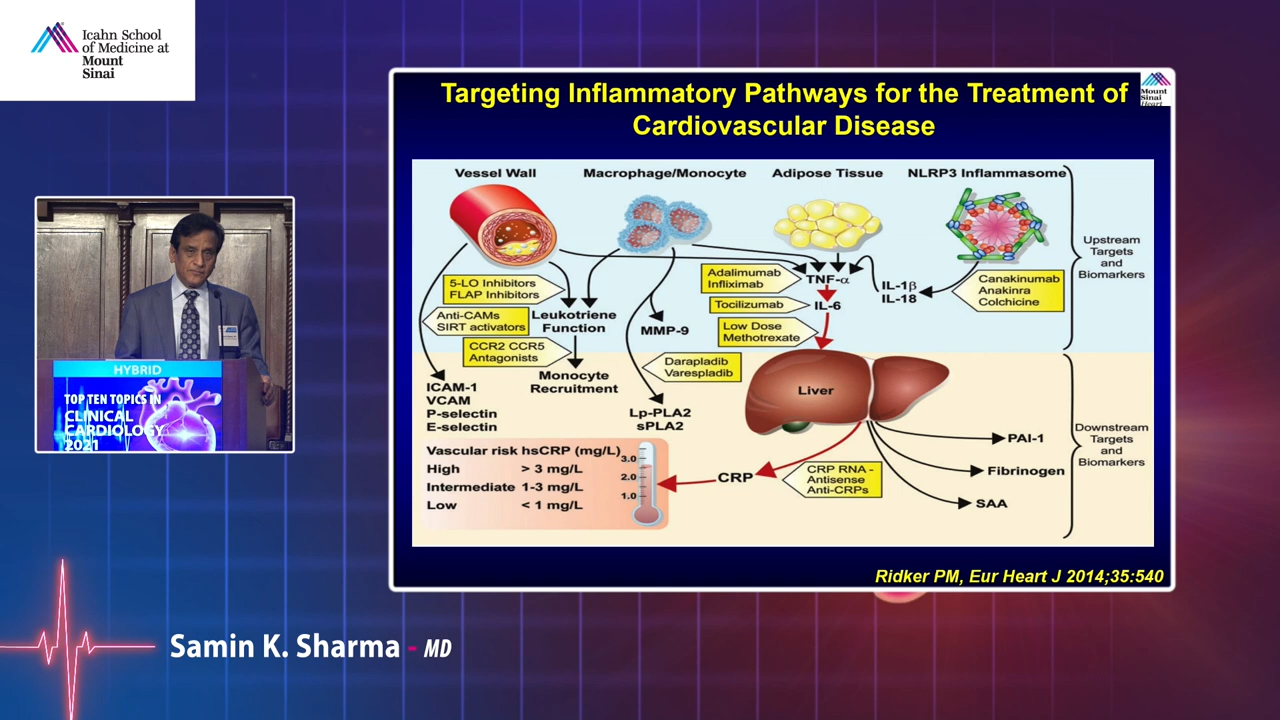 Icahn School
of Medicine at
Mount
Sinai
HYBRID
TOP TEN TOPICS IN
CLINICAL
CARDIOLOGY
2021
Samin K. Sharma - MD
Targeting Inflammatory Pathways for the Treatment of
Cardiovascular Disease
Mount
Sinai
Heart
Vessel Wall
Macrophage/Monocyte
Adipose Tissue
NLRP3 Inflammasome
Upstream
Targets
and
Biomarkers
5-LO Inhibitors
FLAP Inhibitors
Anti-CAMs
SIRT activators
Leukotriene
Function
CCR2 CCR5
Antagonists
Monocyte
Recruitment
ICAM-1
VCAM
P-selectin
E-selectin
MMP-9
Darapladib
Varespladib
Lp-PLA2
sPLA2
Adalimumab
Infliximab
TNF-α
Tocilizumab
IL-6
Low Dose
Methotrexate
IL-1β
IL-18
Canakinumab
Anakinra
Colchicine
Liver
Downstream
Targets
and
Biomarkers
PAI-1
Fibrinogen
SAA
CRP RNA -
Antisense
Anti-CRPs
CRP
Vascular risk hsCRP (mg/L)
High > 3 mg/L
Intermediate 1-3 mg/L
Low < 1 mg/L
3.0
2.0
1.0
Ridker PM, Eur Heart J 2014;35:540